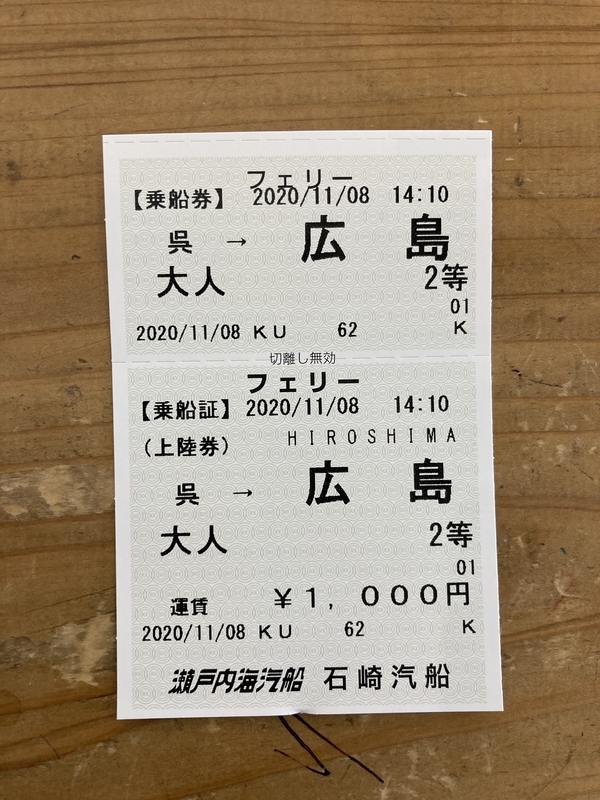 フェリー
【乗船券】 2020/11/08 14:10
呉 → 広 島
大人 2等
01
2020/11/08 KU 62 K
切離し無効
フェリー
【乗船証】 2020/11/08 14:10
(上陸券) HIROSHIMA
呉 → 広 島
大人 2等
01
運賃 ¥1,000円
2020/11/08 KU 62 K
瀬戸内海汽船 石崎汽船